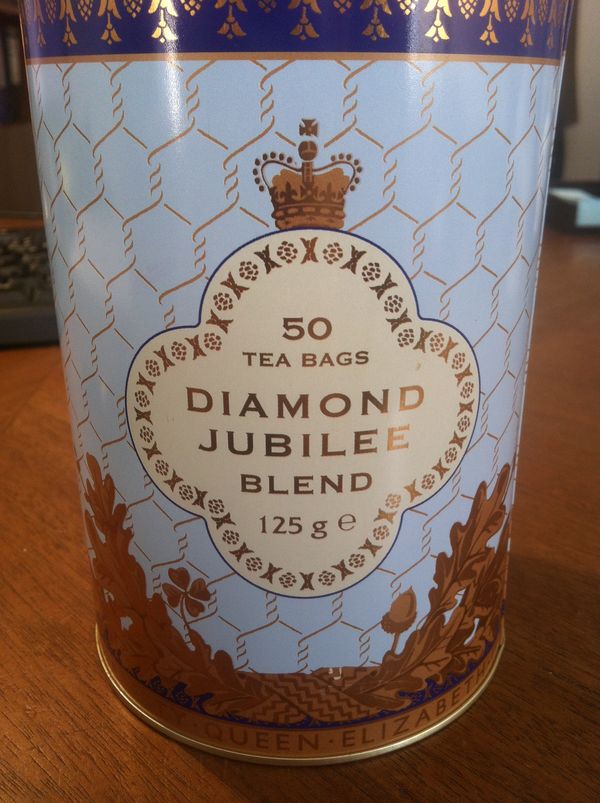 50
TEA BAGS
DIAMOND
JUBILEE
BLEND
125 g e
QUEEN · ELIZABETH